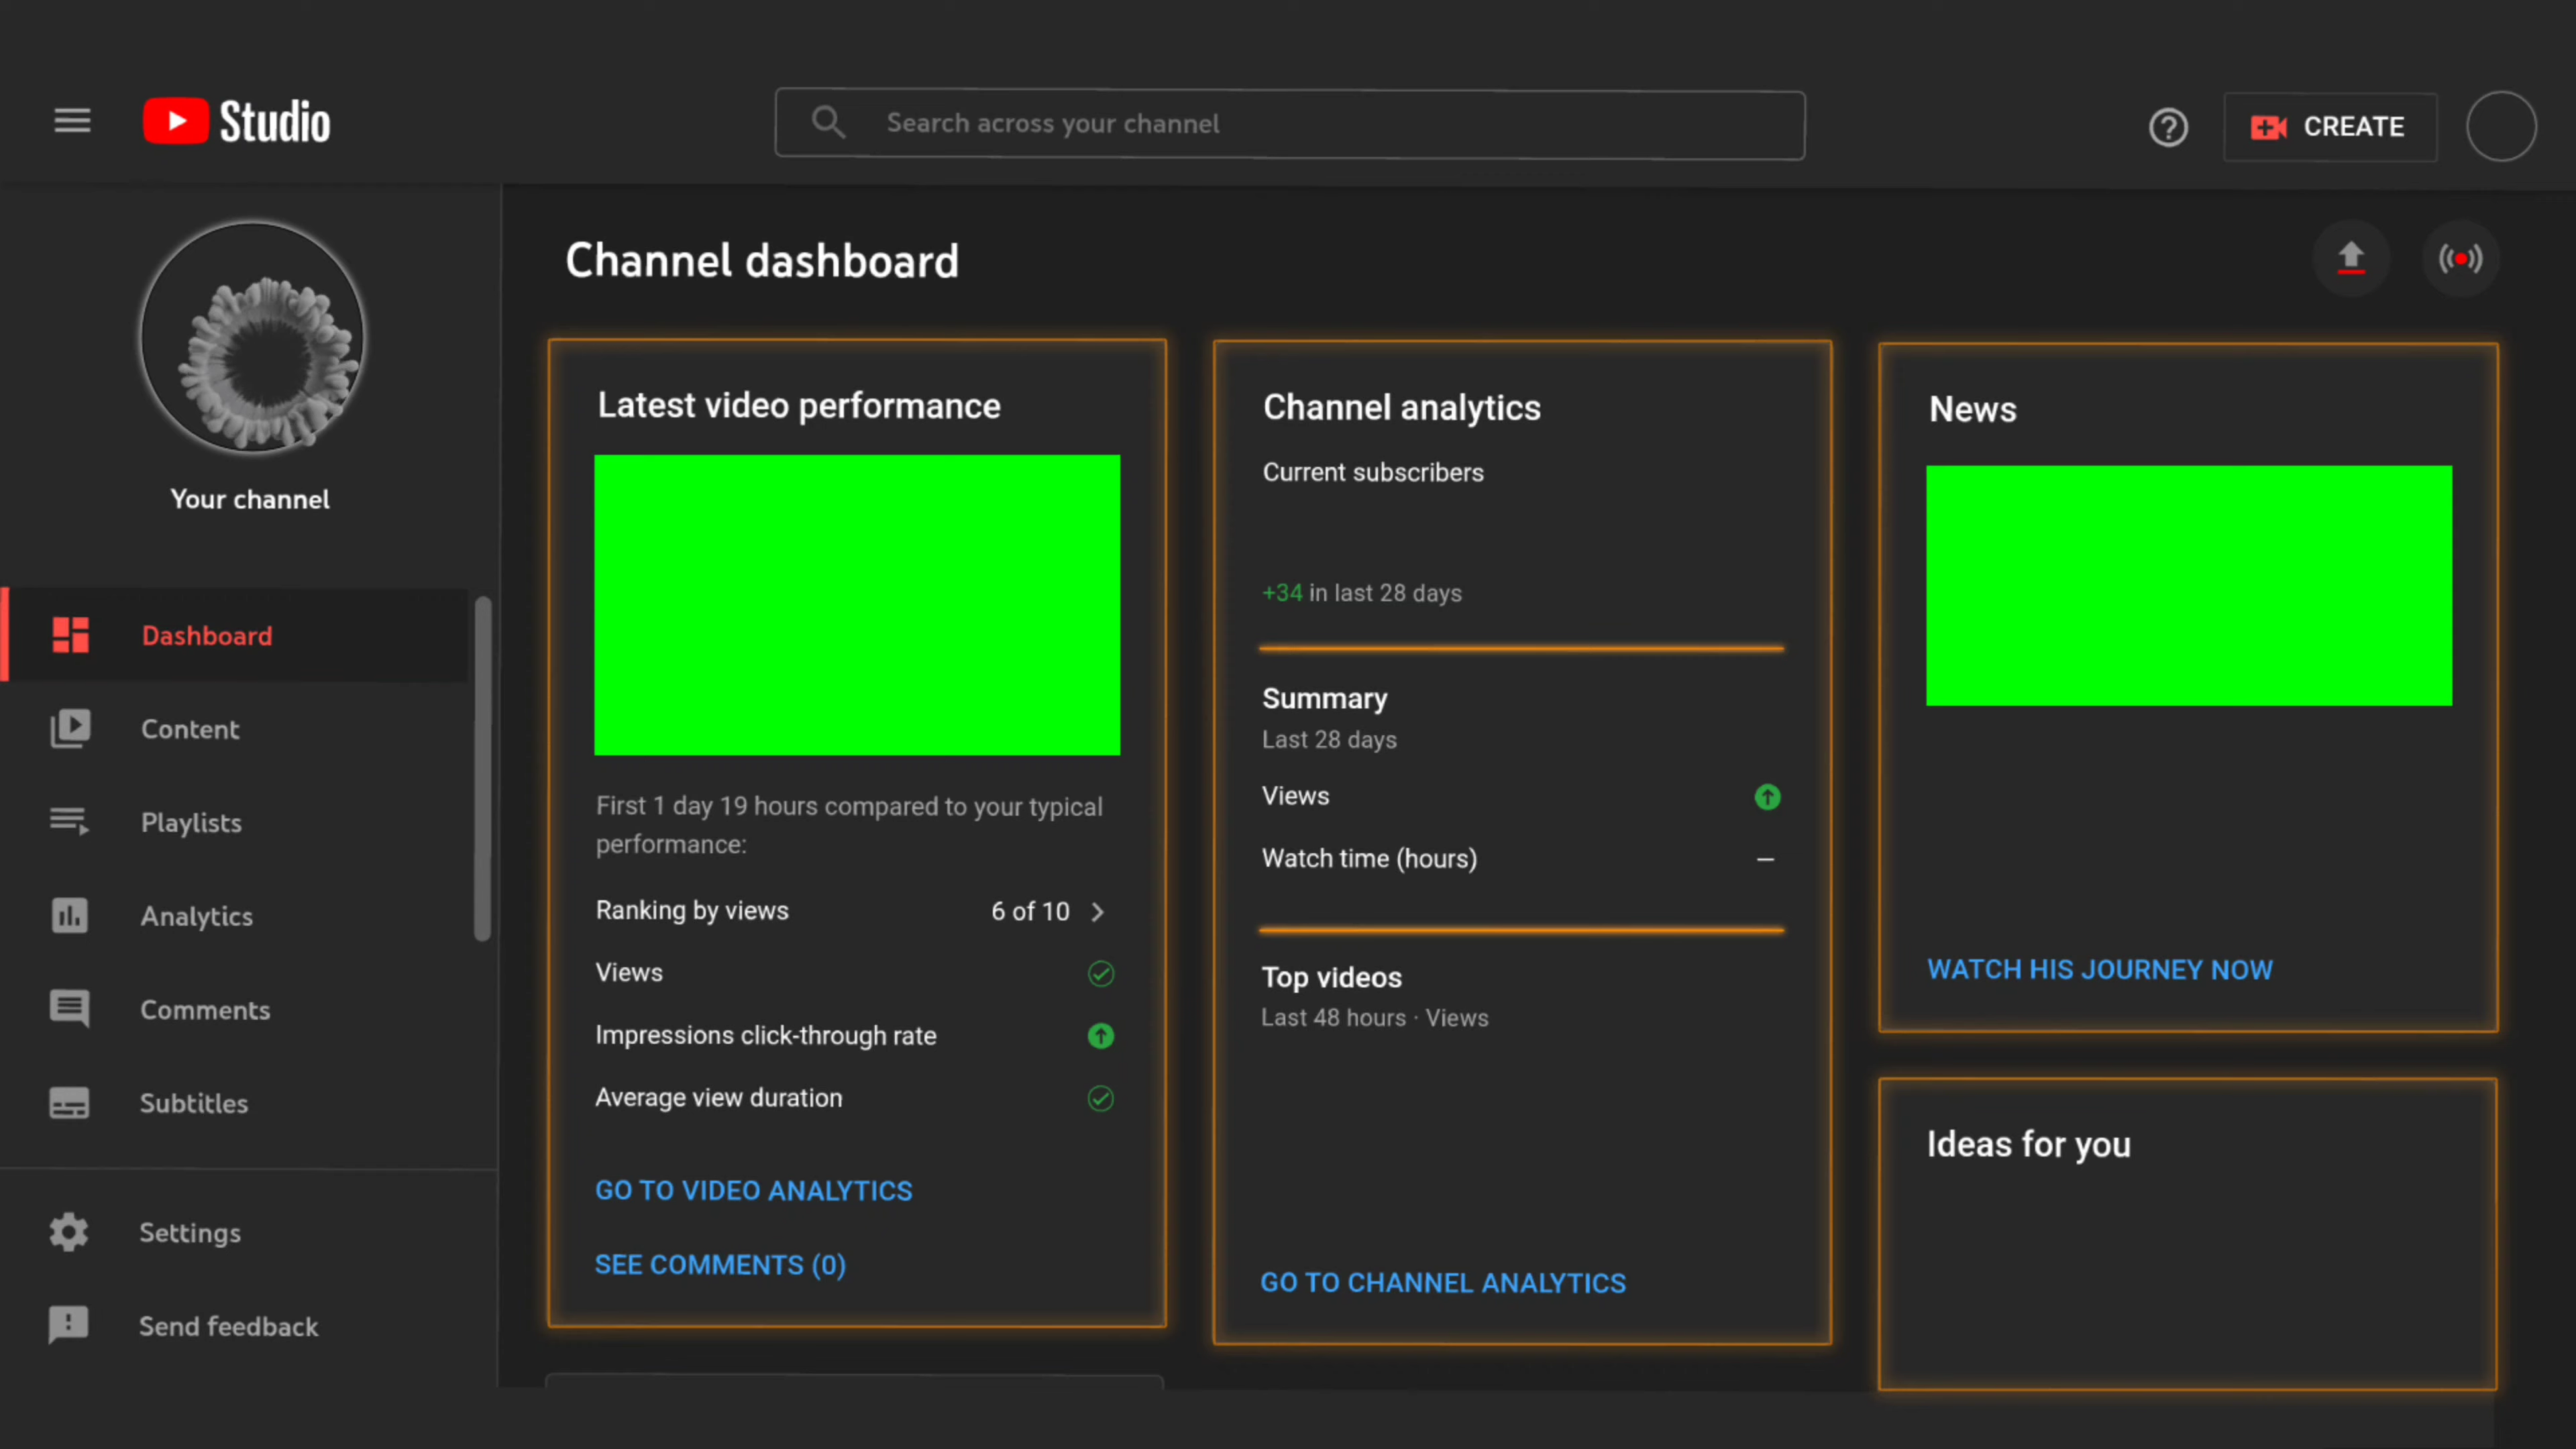 Studio
Search across your channel
CREATE
Your channel
Dashboard
Content
Playlists
Analytics
Comments
Subtitles
Settings
Send feedback
Channel dashboard
Latest video performance
First 1 day 19 hours compared to your typical
performance:
Ranking by views 6 of 10
Views
Impressions click-through rate
Average view duration
GO TO VIDEO ANALYTICS
SEE COMMENTS (0)
Channel analytics
Current subscribers
+34 in last 28 days
Summary
Last 28 days
Views
Watch time (hours) —
Top videos
Last 48 hours · Views
GO TO CHANNEL ANALYTICS
News
WATCH HIS JOURNEY NOW
Ideas for you